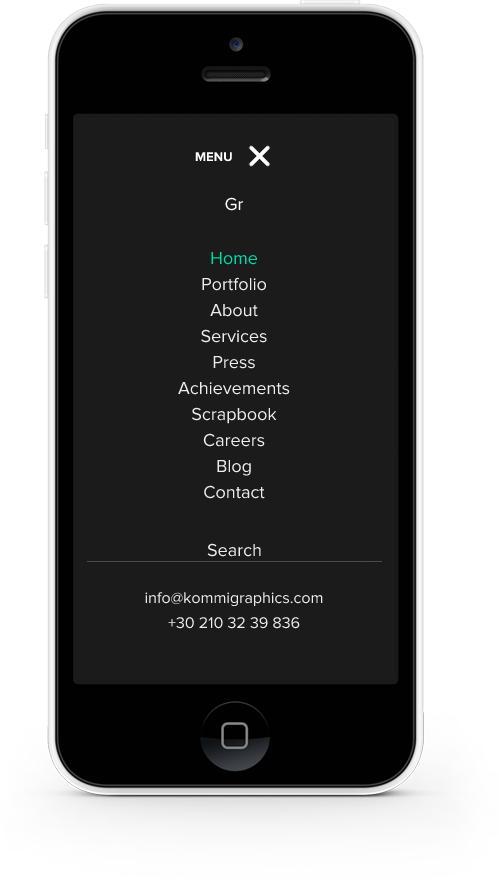 MENU
Gr
Home
Portfolio
About
Services
Press
Achievements
Scrapbook
Careers
Blog
Contact
Search
info@kommigraphics.com
+30 210 32 39 836